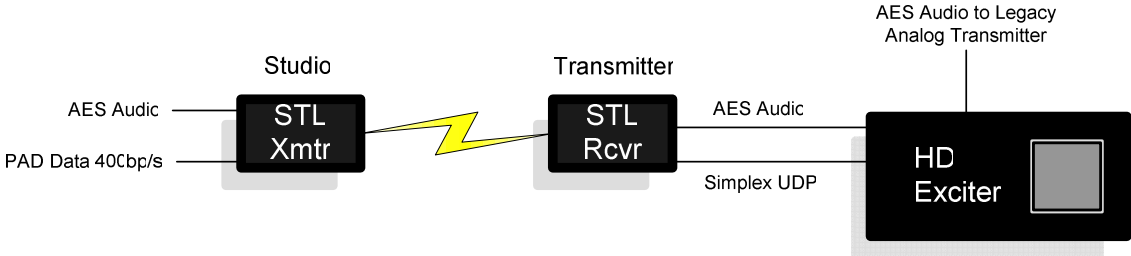 AES Audio to Legacy
Analog Transmitter
Studio
Transmitter
AES Audio
STL
Xmtr
STL
Rcvr
AES Audio
PAD Data 400bp/s
Simplex UDP
HD
Exciter